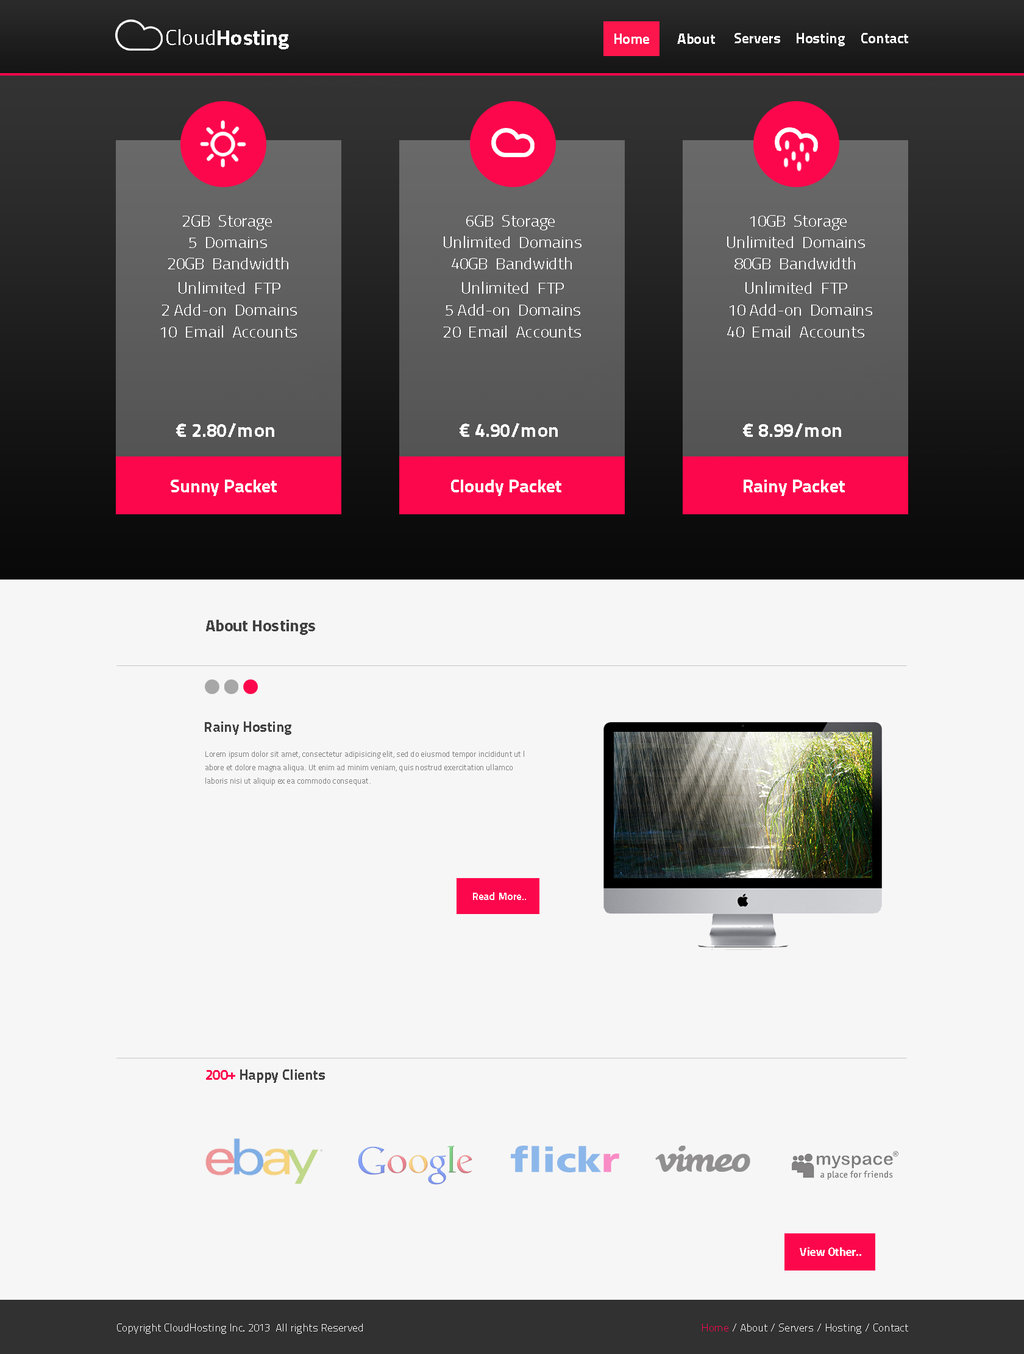 CloudHosting
Home About Servers Hosting Contact
2GB Storage
5 Domains
20GB Bandwidth
Unlimited FTP
2 Add-on Domains
10 Email Accounts
€ 2.80/mon
Sunny Packet
6GB Storage
Unlimited Domains
40GB Bandwidth
Unlimited FTP
5 Add-on Domains
20 Email Accounts
€ 4.90/mon
Cloudy Packet
10GB Storage
Unlimited Domains
80GB Bandwidth
Unlimited FTP
10 Add-on Domains
40 Email Accounts
€ 8.99/mon
Rainy Packet
About Hostings
Rainy Hosting
Lorem ipsum dolor sit amet, consectetur adipisicing elit, sed do eiusmod tempor incididunt ut l
abore et dolore magna aliqua. Ut enim ad minim veniam, quis nostrud exercitation ullamco
laboris nisi ut aliquip ex ea commodo consequat.
Read More..
200+ Happy Clients
ebay
Google
flickr
vimeo
myspace®
a place for friends
View Other..
Copyright CloudHosting Inc. 2013 All rights Reserved
Home / About / Servers / Hosting / Contact